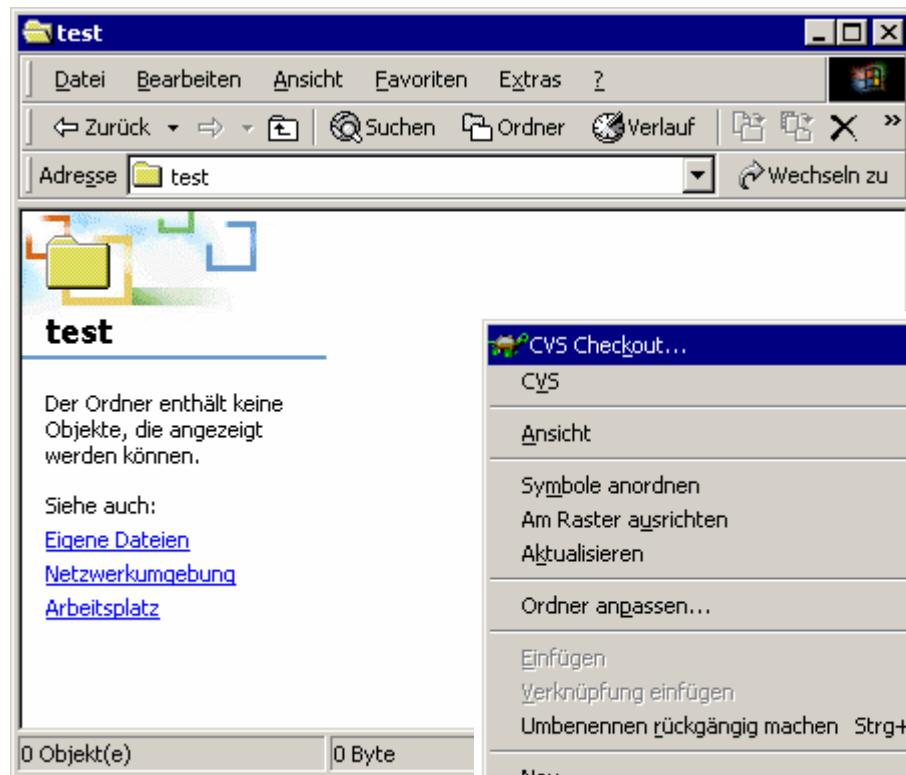 test
Datei Bearbeiten Ansicht Favoriten Extras ?
Zurück Suchen Ordner Verlauf »
Adresse test Wechseln zu
test
Der Ordner enthält keine
Objekte, die angezeigt
werden können.
Siehe auch:
Eigene Dateien
Netzwerkumgebung
Arbeitsplatz
CVS Checkout...
CVS
Ansicht
Symbole anordnen
Am Raster ausrichten
Aktualisieren
Ordner anpassen...
Einfügen
Verknüpfung einfügen
Umbenennen rückgängig machen Strg+
Neu
0 Objekt(e) 0 Byte